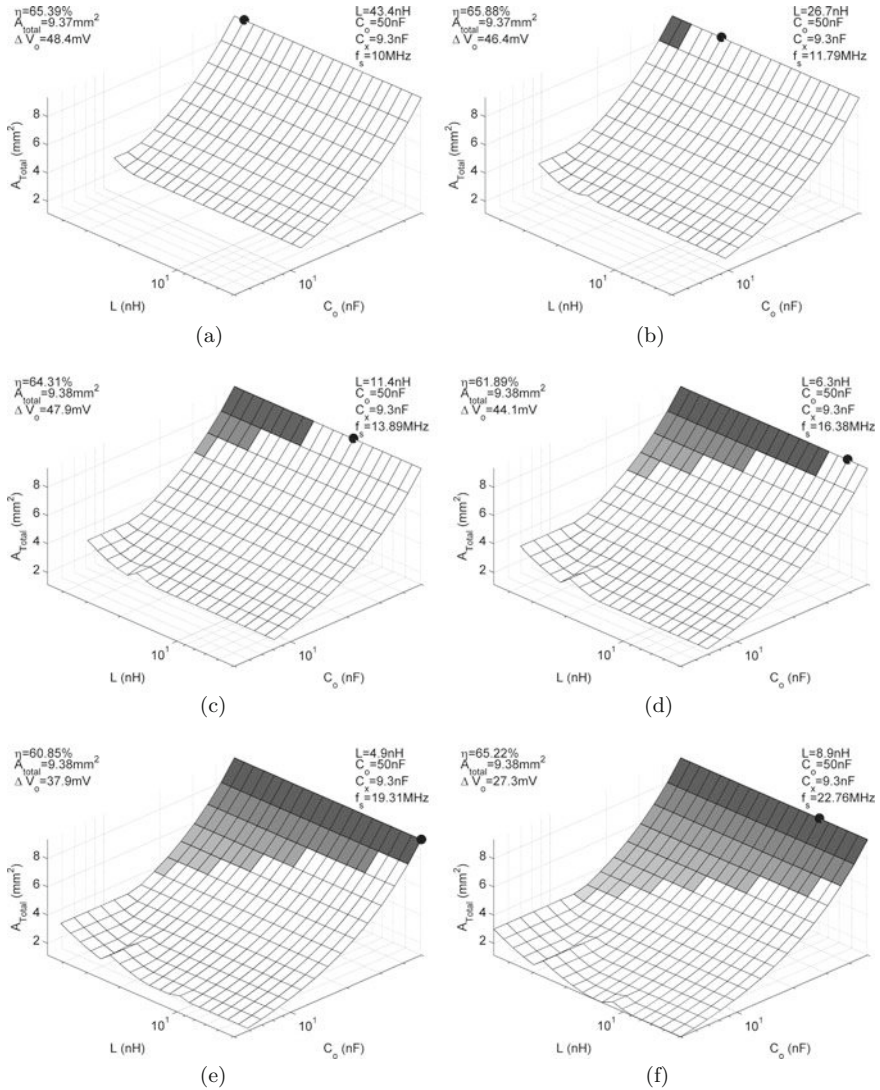 η=65.39%
A_total=9.37mm²
Δ V_o=48.4mV
L=43.4nH
C_o=50nF
C_x=9.3nF
f_s=10MHz
8
6
4
2
A_Total (mm²)
10¹
10¹
L (nH)
C_o (nF)
(a)
η=65.88%
A_total=9.37mm²
Δ V_o=46.4mV
L=26.7nH
C_o=50nF
C_x=9.3nF
f_s=11.79MHz
8
6
4
2
A_Total (mm²)
10¹
10¹
L (nH)
C_o (nF)
(b)
η=64.31%
A_total=9.38mm²
Δ V_o=47.9mV
L=11.4nH
C_o=50nF
C_x=9.3nF
f_s=13.89MHz
8
6
4
2
A_Total (mm²)
10¹
10¹
L (nH)
C_o (nF)
(c)
η=61.89%
A_total=9.38mm²
Δ V_o=44.1mV
L=6.3nH
C_o=50nF
C_x=9.3nF
f_s=16.38MHz
8
6
4
2
A_Total (mm²)
10¹
10¹
L (nH)
C_o (nF)
(d)
η=60.85%
A_total=9.38mm²
Δ V_o=37.9mV
L=4.9nH
C_o=50nF
C_x=9.3nF
f_s=19.31MHz
8
6
4
2
A_Total (mm²)
10¹
10¹
L (nH)
C_o (nF)
(e)
η=65.22%
A_total=9.38mm²
Δ V_o=27.3mV
L=8.9nH
C_o=50nF
C_x=9.3nF
f_s=22.76MHz
8
6
4
2
A_Total (mm²)
10¹
10¹
L (nH)
C_o (nF)
(f)